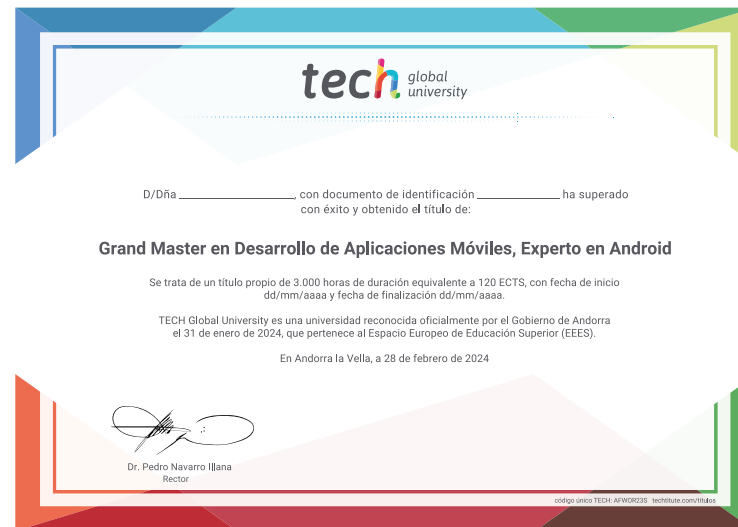 tech global
university
D/Dña ____________________, con documento de identificación ______________ ha superado
con éxito y obtenido el título de:
Grand Master en Desarrollo de Aplicaciones Móviles, Experto en Android
Se trata de un título propio de 3.000 horas de duración equivalente a 120 ECTS, con fecha de inicio
dd/mm/aaaa y fecha de finalización dd/mm/aaaa.
TECH Global University es una universidad reconocida oficialmente por el Gobierno de Andorra
el 31 de enero de 2024, que pertenece al Espacio Europeo de Educación Superior (EEES).
En Andorra la Vella, a 28 de febrero de 2024
Dr. Pedro Navarro Illana
Rector
código único TECH: AFWOR23S techtitute.com/titulos